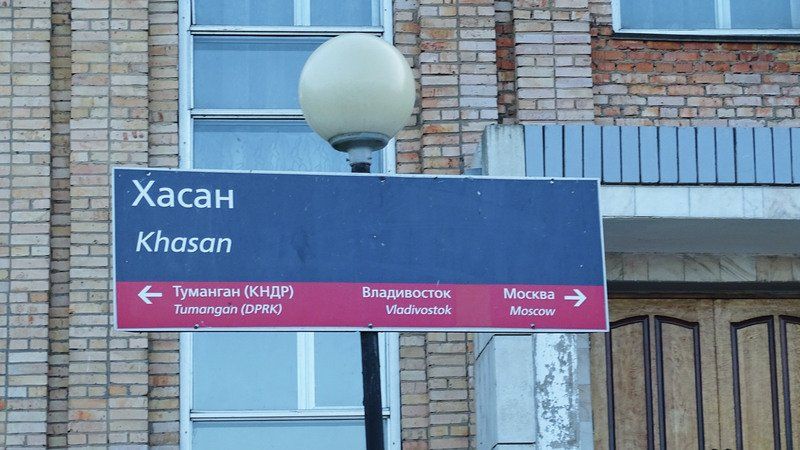 Хасан
Khasan
← Туманган (КНДР) Владивосток Москва →
Tumangan (DPRK) Vladivostok Moscow